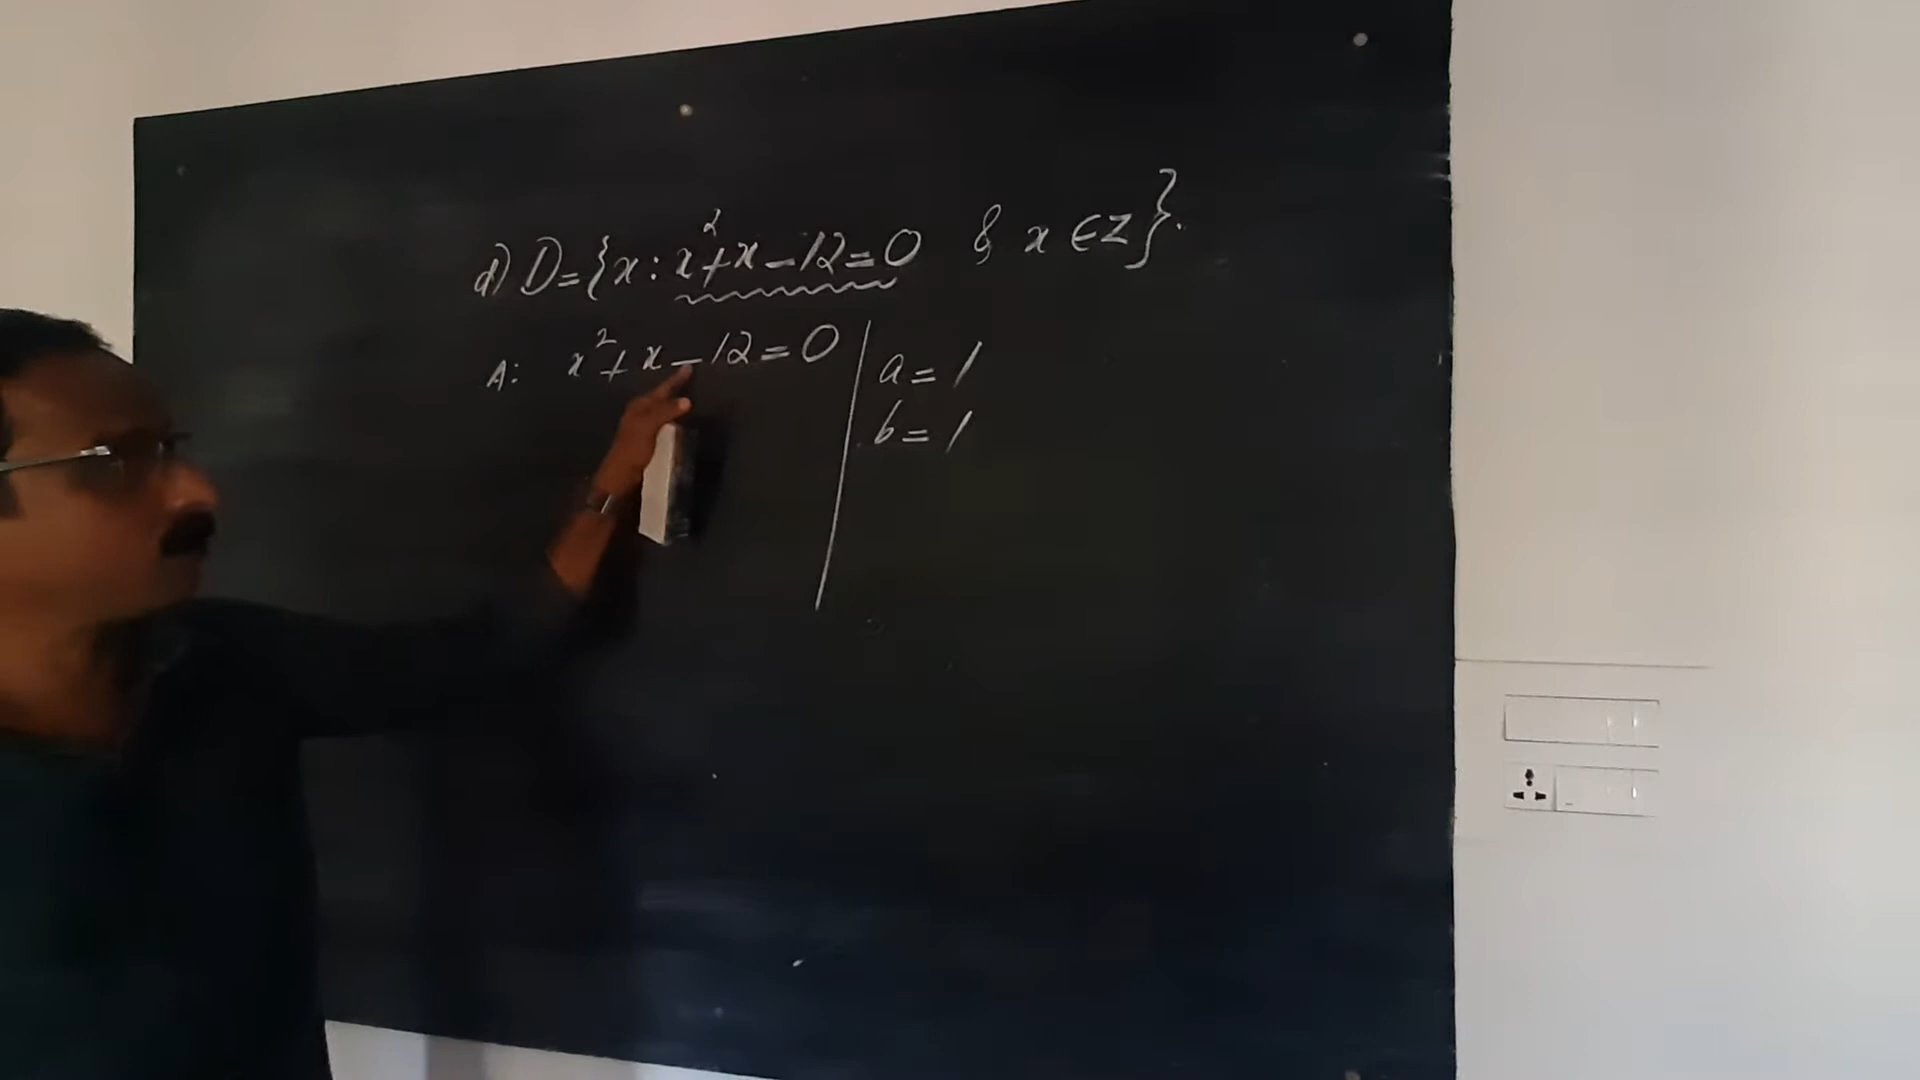 d) D={x: x²+x-12=0 & x∈Z}.
A: x²+x-12=0
a=1
b=1